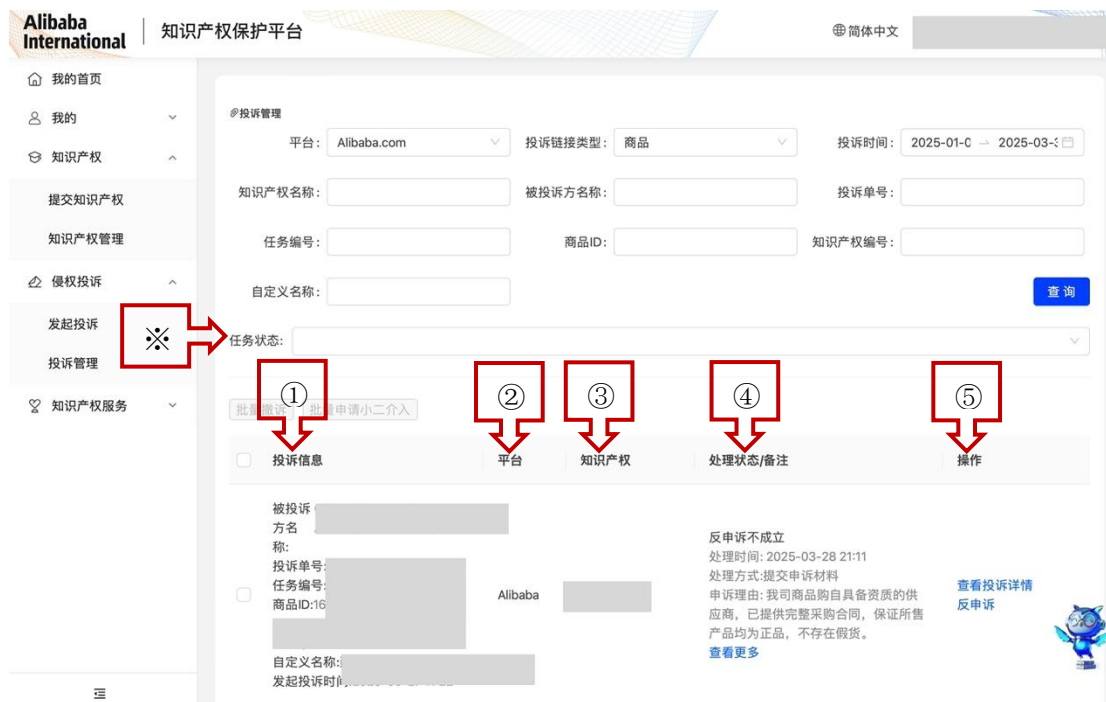 Alibaba
International
知识产权保护平台
简体中文
我的首页
我的
知识产权
提交知识产权
知识产权管理
侵权投诉
发起投诉
投诉管理
知识产权服务
投诉管理
平台: Alibaba.com 投诉链接类型: 商品 投诉时间: 2025-01-0 → 2025-03-3
知识产权名称: 被投诉方名称: 投诉单号:
任务编号: 商品ID: 知识产权编号:
自定义名称: 查询
※
任务状态:
① ② ③ ④ ⑤
批量撤诉 批量申请小二介入
投诉信息 平台 知识产权 处理状态/备注 操作
被投诉
方名
称:
投诉单号:
任务编号:
商品ID:16
自定义名称:
发起投诉时间
Alibaba
反申诉不成立
处理时间: 2025-03-28 21:11
处理方式:提交申诉材料
申诉理由: 我司商品购自具备资质的供
应商，已提供完整采购合同，保证所售
产品均为正品，不存在假货。
查看更多
查看投诉详情
反申诉